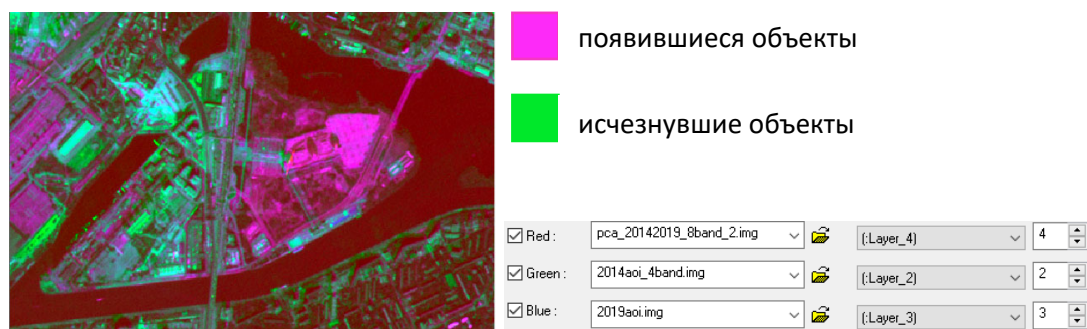 появившиеся объекты
исчезнувшие объекты
Red : pca_20142019_8band_2.img (:Layer_4) 4
Green : 2014aoi_4band.img (:Layer_2) 2
Blue : 2019aoi.img (:Layer_3) 3